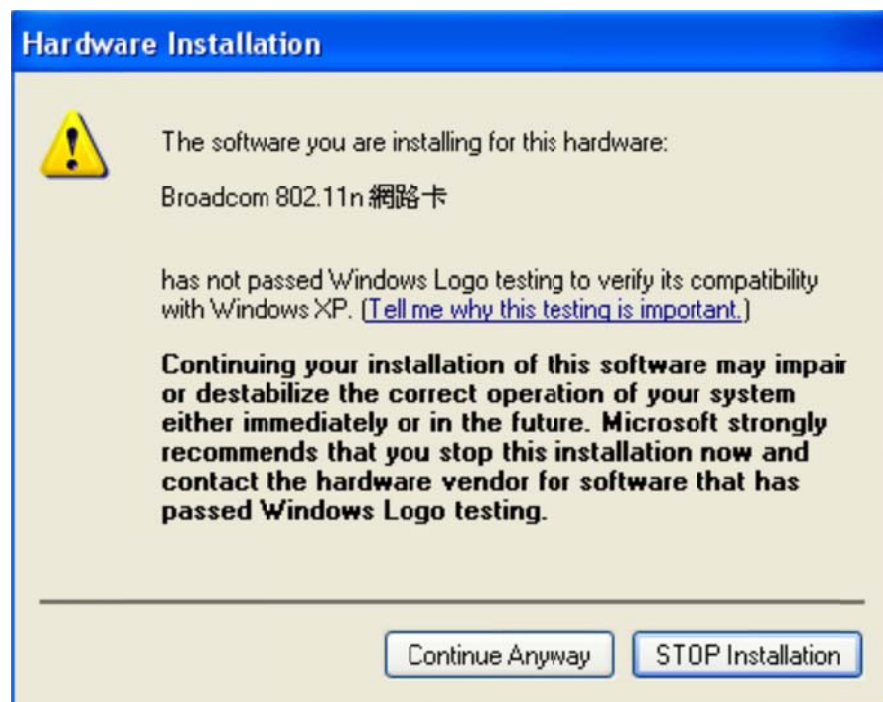 Hardware Installation
The software you are installing for this hardware:
Broadcom 802.11n 網路卡
has not passed Windows Logo testing to verify its compatibility
with Windows XP. (Tell me why this testing is important.)
Continuing your installation of this software may impair
or destabilize the correct operation of your system
either immediately or in the future. Microsoft strongly
recommends that you stop this installation now and
contact the hardware vendor for software that has
passed Windows Logo testing.
Continue Anyway
STOP Installation